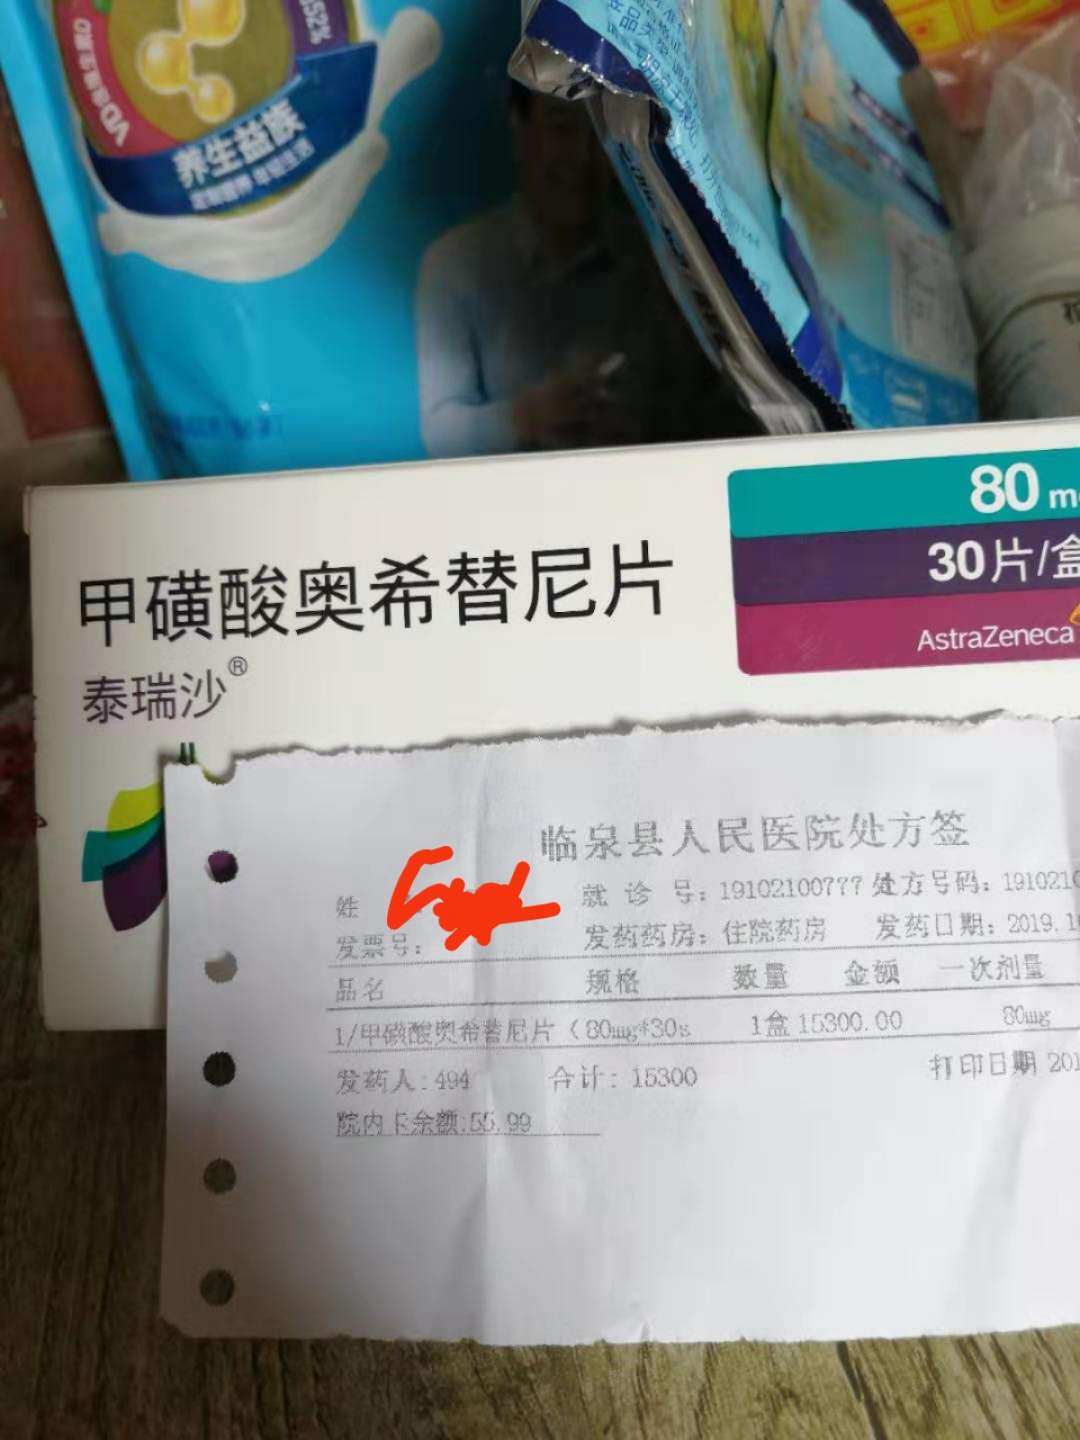 养生益族
VD
52%
80
30片/盒
AstraZeneca
甲磺酸奥希替尼片
泰瑞沙®
临泉县人民医院处方签
姓
就 诊 号: 19102100777 处方号码: 191021
发票号:
发药药房: 住院药房 发药日期: 2019.1
品名 规格 数量 金额 一次剂量
1/甲磺酸奥希替尼片 (80mg*30s 1盒 15300.00 80mg
发药人:494 合计: 15300 打印日期 201
院内卡余额:55.99